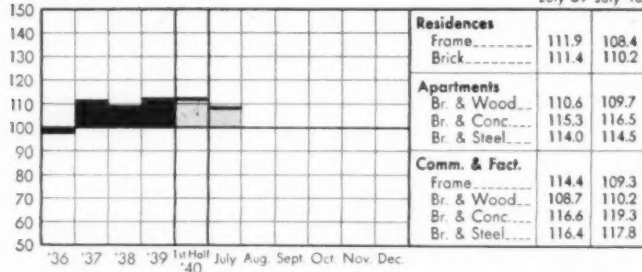 July 39 July 40
150
140
130
120
110
100
90
80
70
60
50
'36 '37 '38 '39 1st Half '40 July Aug. Sept. Oct. Nov. Dec.
Residences
Frame 111.9 108.4
Brick 111.4 110.2
Apartments
Br. & Wood 110.6 109.7
Br. & Conc. 115.3 116.5
Br. & Steel 114.0 114.5
Comm. & Fact.
Frame 114.4 109.3
Br. & Wood 108.7 110.2
Br. & Conc. 116.6 119.3
Br. & Steel 116.4 117.8